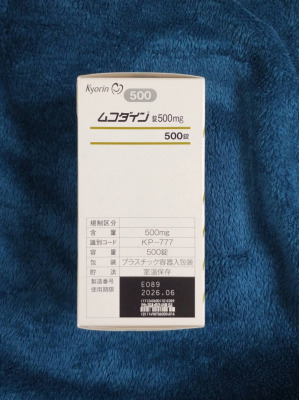 Kyorin
500
ムコダイン錠500mg
500錠
規制区分
含量 500mg
識別コード KP-777
容量 500錠
包装 プラスチック容器入包装
貯法 室温保存
製造番号 E089
使用期限 2026.06